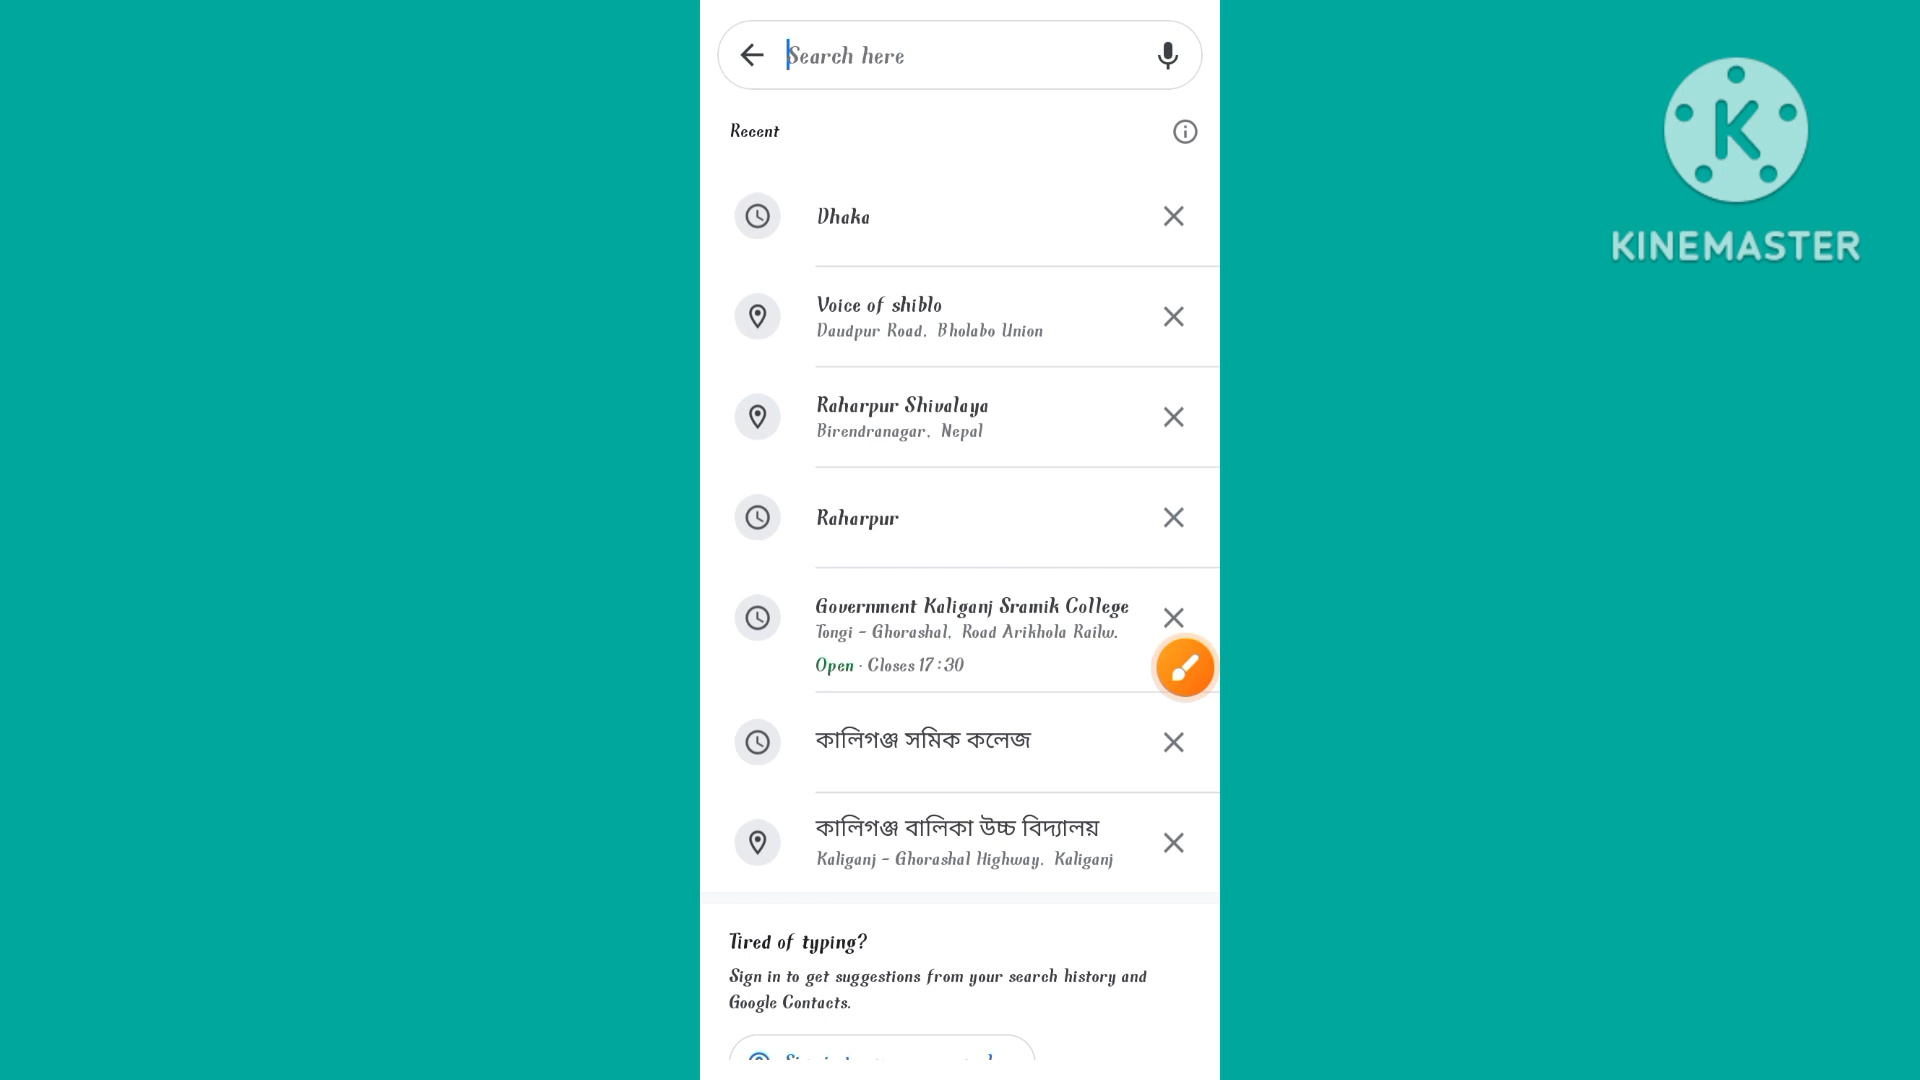 Search here
Recent
Dhaka
Voice of shiblo
Daudpur Road, Bholabo Union
Raharpur Shivalaya
Birendranagar, Nepal
Raharpur
Government Kaliganj Sramik College
Tongi - Ghorashal, Road Arikhola Railw.
Open · Closes 17:30
কালিগঞ্জ সমিক কলেজ
কালিগঞ্জ বালিকা উচ্চ বিদ্যালয়
Kaliganj - Ghorashal Highway, Kaliganj
Tired of typing?
Sign in to get suggestions from your search history and
Google Contacts.
K
KINEMASTER